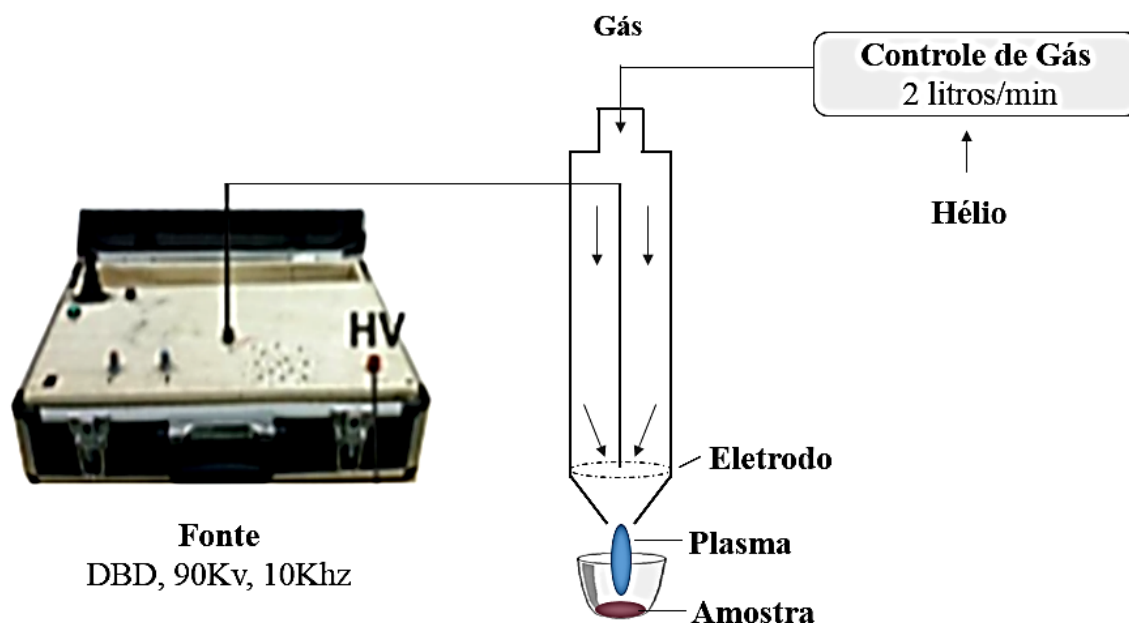 Gás
Controle de Gás
2 litros/min
Hélio
HV
Eletrodo
Plasma
Amostra
Fonte
DBD, 90Kv, 10Khz